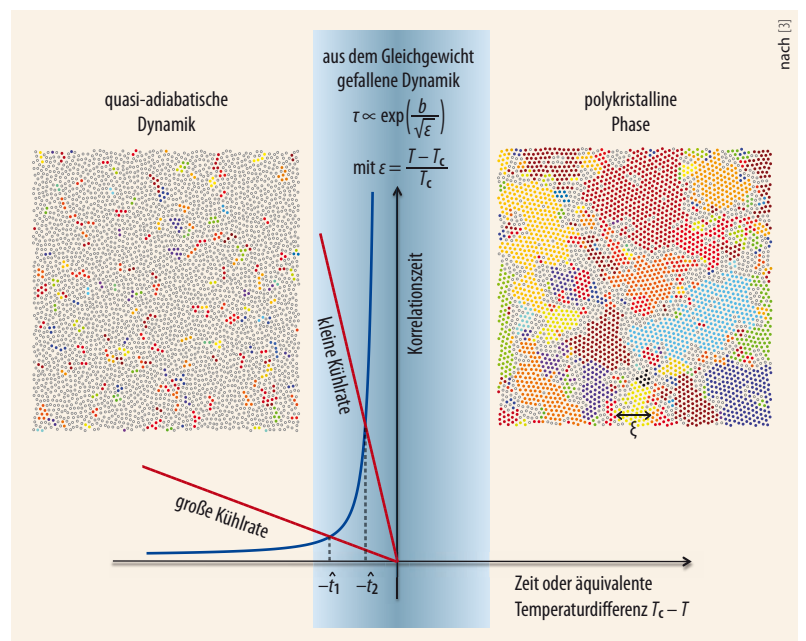 nach [3]
aus dem Gleichgewicht
gefallene Dynamik
τ ∝ exp(b/√ε)
mit ε = T − Tc / Tc
quasi-adiabatische
Dynamik
polykristalline
Phase
Korrelationszeit
kleine Kühlrate
große Kühlrate
ξ
−t̂1
−t̂2
Zeit oder äquivalente
Temperaturdifferenz Tc − T